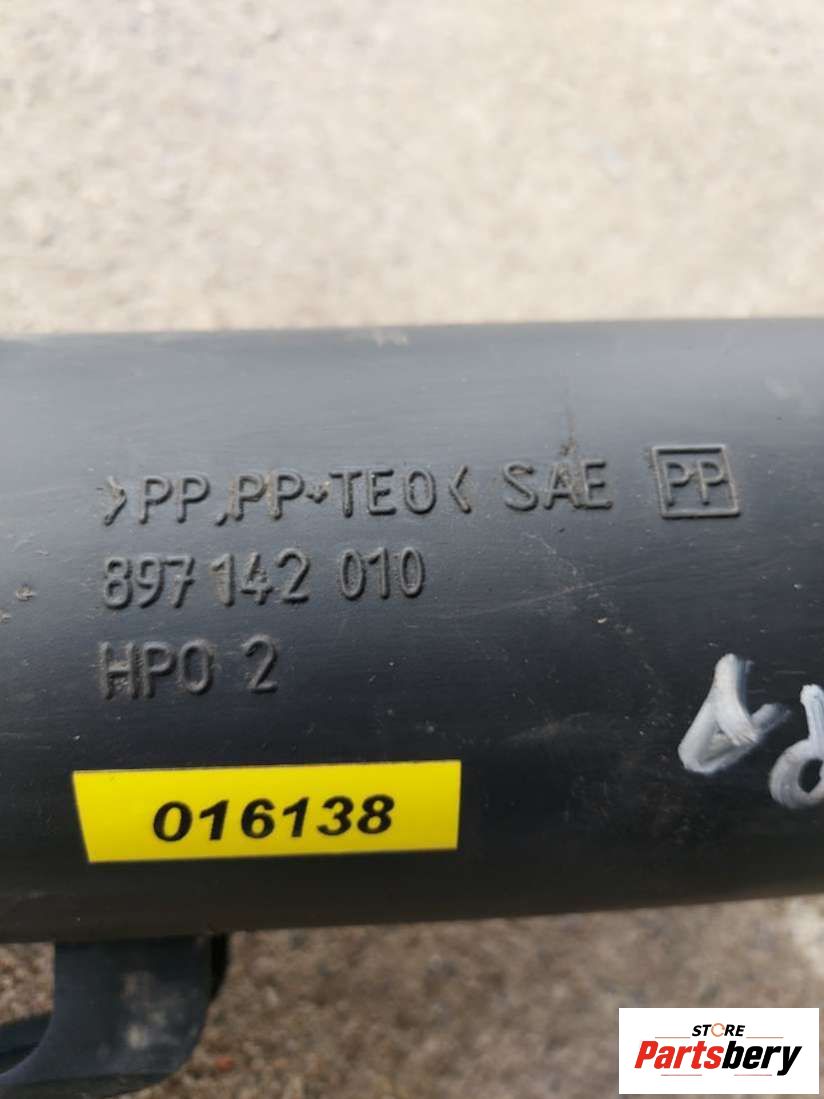 >PP,PP+TEO< SAE PP
897 142 010
HPO 2
016138
STORE
Partsbery